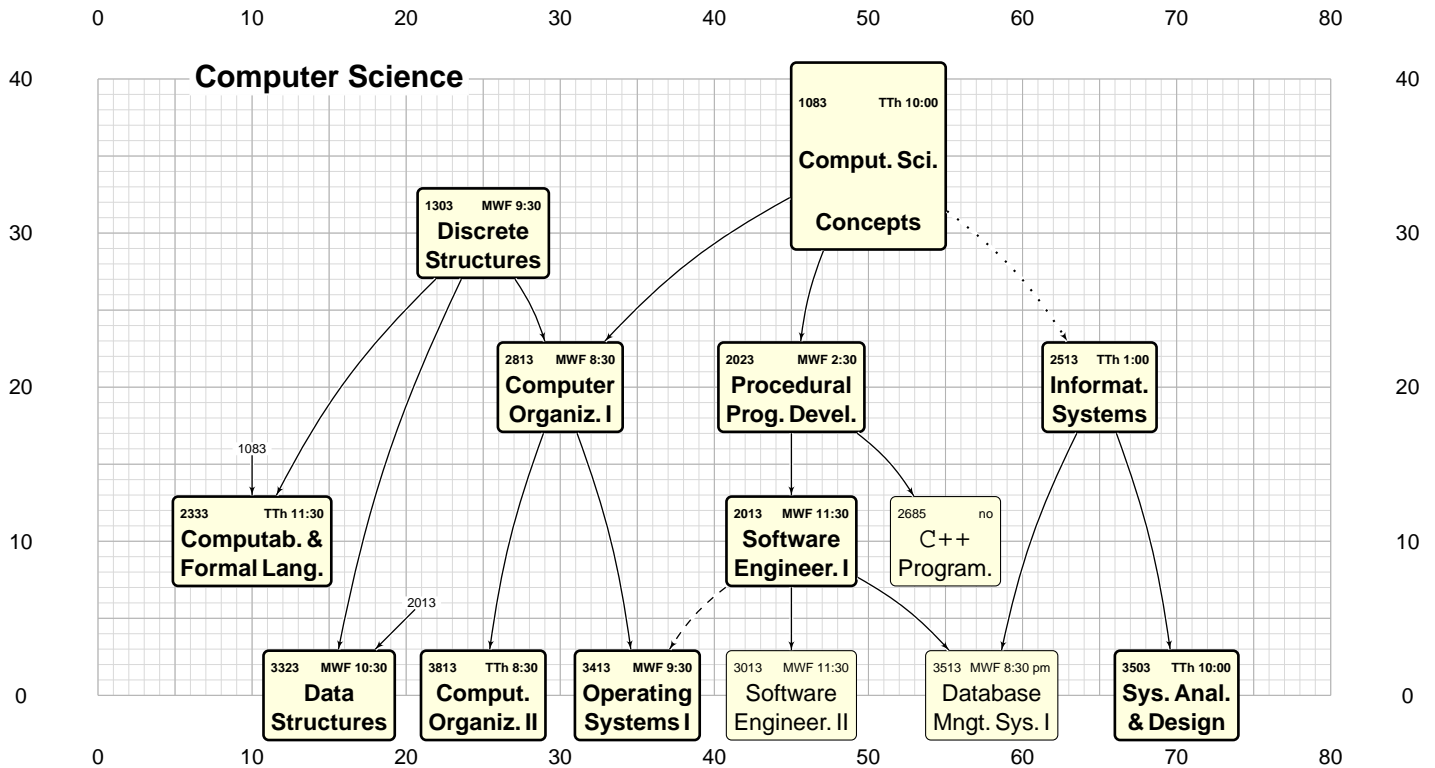 0 10 20 30 40 50 60 70 80
Computer Science
40 40
1083 TTh 10:00
Comput. Sci.
Concepts
1303 MWF 9:30
Discrete
Structures
30 30
2813 MWF 8:30
Computer
Organiz. I
2023 MWF 2:30
Procedural
Prog. Devel.
2513 TTh 1:00
Informat.
Systems
20 20
1083
2333 TTh 11:30
Computab. &
Formal Lang.
2013 MWF 11:30
Software
Engineer. I
2685 no
C++
Program.
10 10
2013
3323 MWF 10:30
Data
Structures
3813 TTh 8:30
Comput.
Organiz. II
3413 MWF 9:30
Operating
Systems I
3013 MWF 11:30
Software
Engineer. II
3513 MWF 8:30 pm
Database
Mngt. Sys. I
3503 TTh 10:00
Sys. Anal.
& Design
0 0
0 10 20 30 40 50 60 70 80